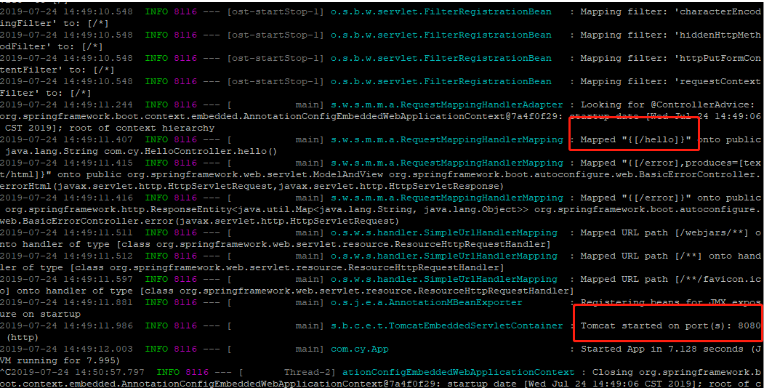 2019-07-24 14:49:10.548  INFO 8116 --- [ost-startStop-1] o.s.b.w.servlet.FilterRegistrationBean   : Mapping filter: 'characterEncod
ingFilter' to: [/*]
2019-07-24 14:49:10.548  INFO 8116 --- [ost-startStop-1] o.s.b.w.servlet.FilterRegistrationBean   : Mapping filter: 'hiddenHttpMeth
odFilter' to: [/*]
2019-07-24 14:49:10.548  INFO 8116 --- [ost-startStop-1] o.s.b.w.servlet.FilterRegistrationBean   : Mapping filter: 'httpPutFormCon
tentFilter' to: [/*]
2019-07-24 14:49:10.548  INFO 8116 --- [ost-startStop-1] o.s.b.w.servlet.FilterRegistrationBean   : Mapping filter: 'requestContext
Filter' to: [/*]
2019-07-24 14:49:11.244  INFO 8116 --- [           main] s.w.s.m.m.a.RequestMappingHandlerAdapter : Looking for @ControllerAdvice:
org.springframework.boot.context.embedded.AnnotationConfigEmbeddedWebApplicationContext@7a4f0f29: startup date [Wed Jul 24 14:49:06
CST 2019]; root of context hierarchy
2019-07-24 14:49:11.407  INFO 8116 --- [           main] s.w.s.m.m.a.RequestMappingHandlerMapping : Mapped "{[/hello]}" onto public
java.lang.String com.cy.HelloController.hello()
2019-07-24 14:49:11.415  INFO 8116 --- [           main] s.w.s.m.m.a.RequestMappingHandlerMapping : Mapped "{[/error],produces=[tex
t/html]}" onto public org.springframework.web.servlet.ModelAndView org.springframework.boot.autoconfigure.web.BasicErrorController.
errorHtml(javax.servlet.http.HttpServletRequest,javax.servlet.http.HttpServletResponse)
2019-07-24 14:49:11.416  INFO 8116 --- [           main] s.w.s.m.m.a.RequestMappingHandlerMapping : Mapped "{[/error]}" onto public
org.springframework.http.ResponseEntity<java.util.Map<java.lang.String, java.lang.Object>> org.springframework.boot.autoconfigure.
web.BasicErrorController.error(javax.servlet.http.HttpServletRequest)
2019-07-24 14:49:11.511  INFO 8116 --- [           main] o.s.w.s.handler.SimpleUrlHandlerMapping  : Mapped URL path [/webjars/**] o
nto handler of type [class org.springframework.web.servlet.resource.ResourceHttpRequestHandler]
2019-07-24 14:49:11.512  INFO 8116 --- [           main] o.s.w.s.handler.SimpleUrlHandlerMapping  : Mapped URL path [/**] onto hand
ler of type [class org.springframework.web.servlet.resource.ResourceHttpRequestHandler]
2019-07-24 14:49:11.597  INFO 8116 --- [           main] o.s.w.s.handler.SimpleUrlHandlerMapping  : Mapped URL path [/**/favicon.ic
o] onto handler of type [class org.springframework.web.servlet.resource.ResourceHttpRequestHandler]
2019-07-24 14:49:11.881  INFO 8116 --- [           main] o.s.j.e.a.AnnotationMBeanExporter        : Registering beans for JMX expos
ure on startup
2019-07-24 14:49:11.986  INFO 8116 --- [           main] s.b.c.e.t.TomcatEmbeddedServletContainer : Tomcat started on port(s): 8080
(http)
2019-07-24 14:49:12.003  INFO 8116 --- [           main] com.cy.App                               : Started App in 7.128 seconds (J
VM running for 7.995)
^C2019-07-24 14:50:57.797  INFO 8116 --- [       Thread-2] ationConfigEmbeddedWebApplicationContext : Closing org.springframework.b
oot.context.embedded.AnnotationConfigEmbeddedWebApplicationContext@7a4f0f29: startup date [Wed Jul 24 14:49:06 CST 2019]; root of c